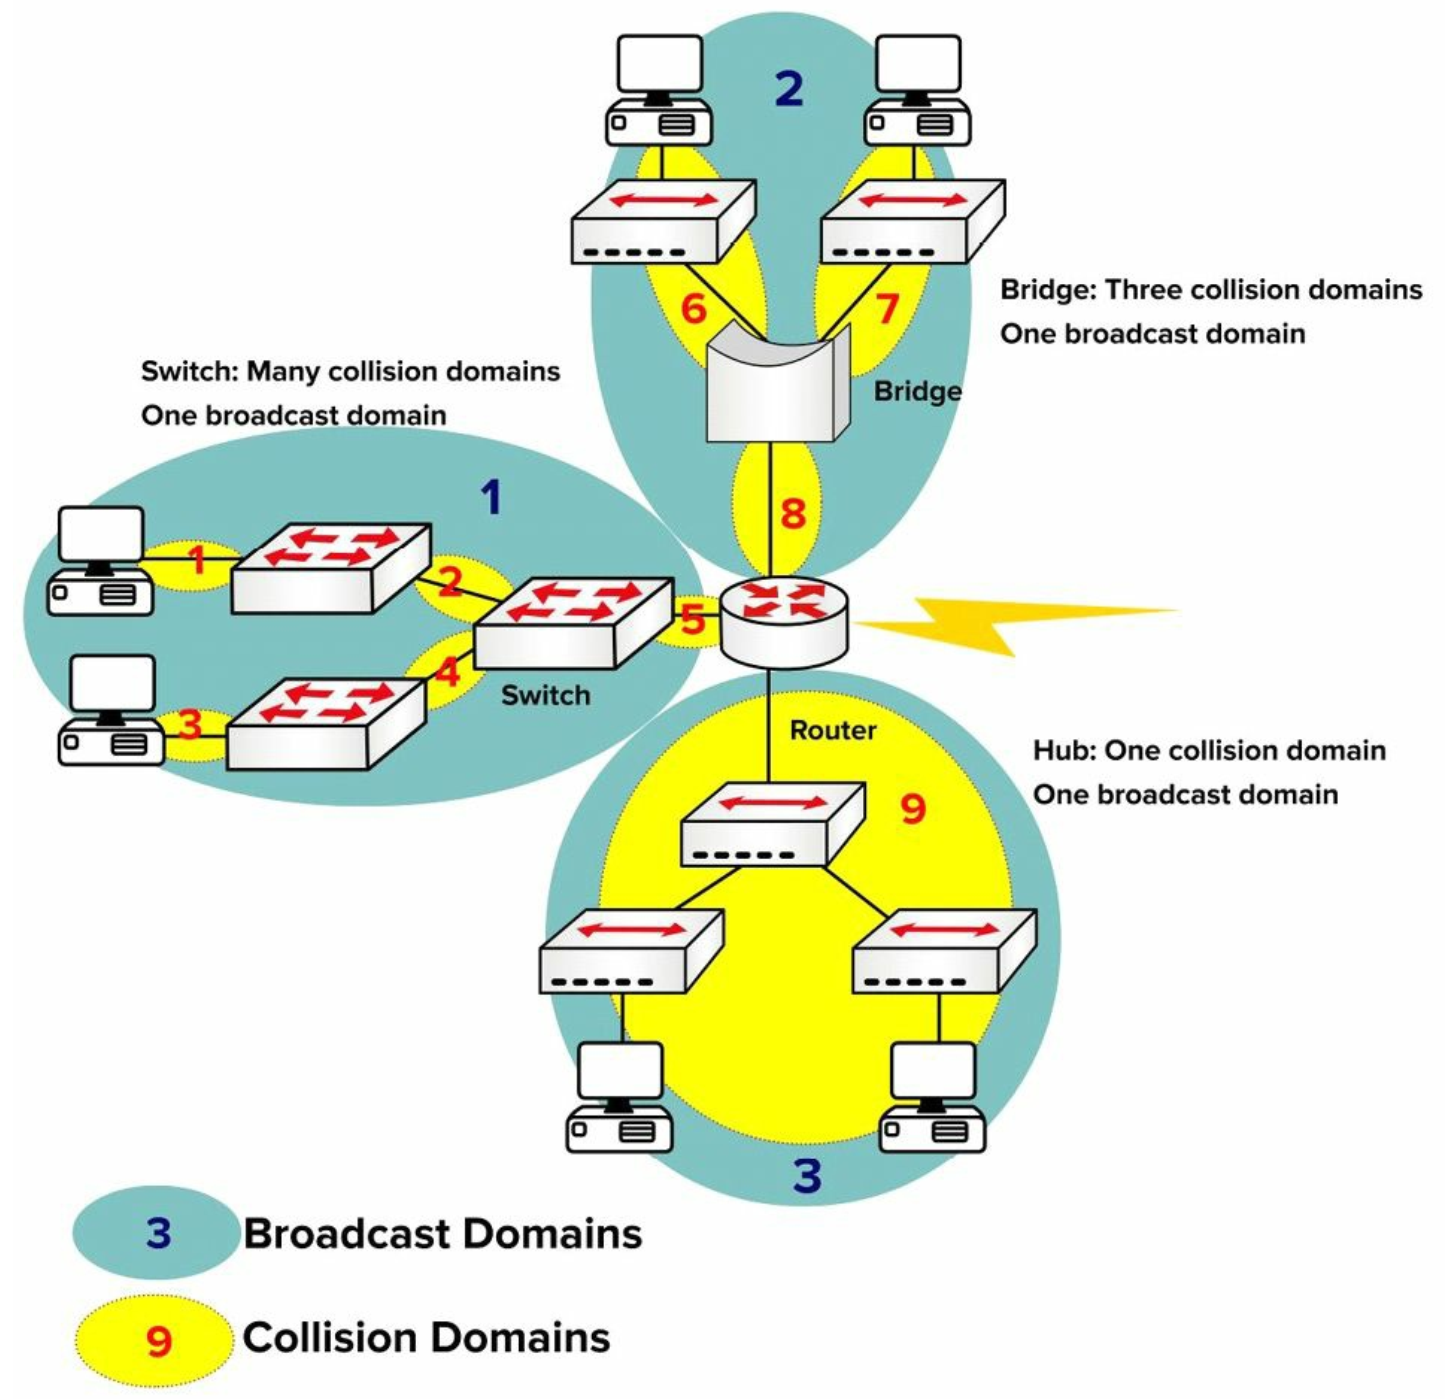 2
6
7
Bridge: Three collision domains
One broadcast domain
Bridge
Switch: Many collision domains
One broadcast domain
1
8
1
2
5
4
Switch
3
Router
Hub: One collision domain
One broadcast domain
9
3
3 Broadcast Domains
9 Collision Domains